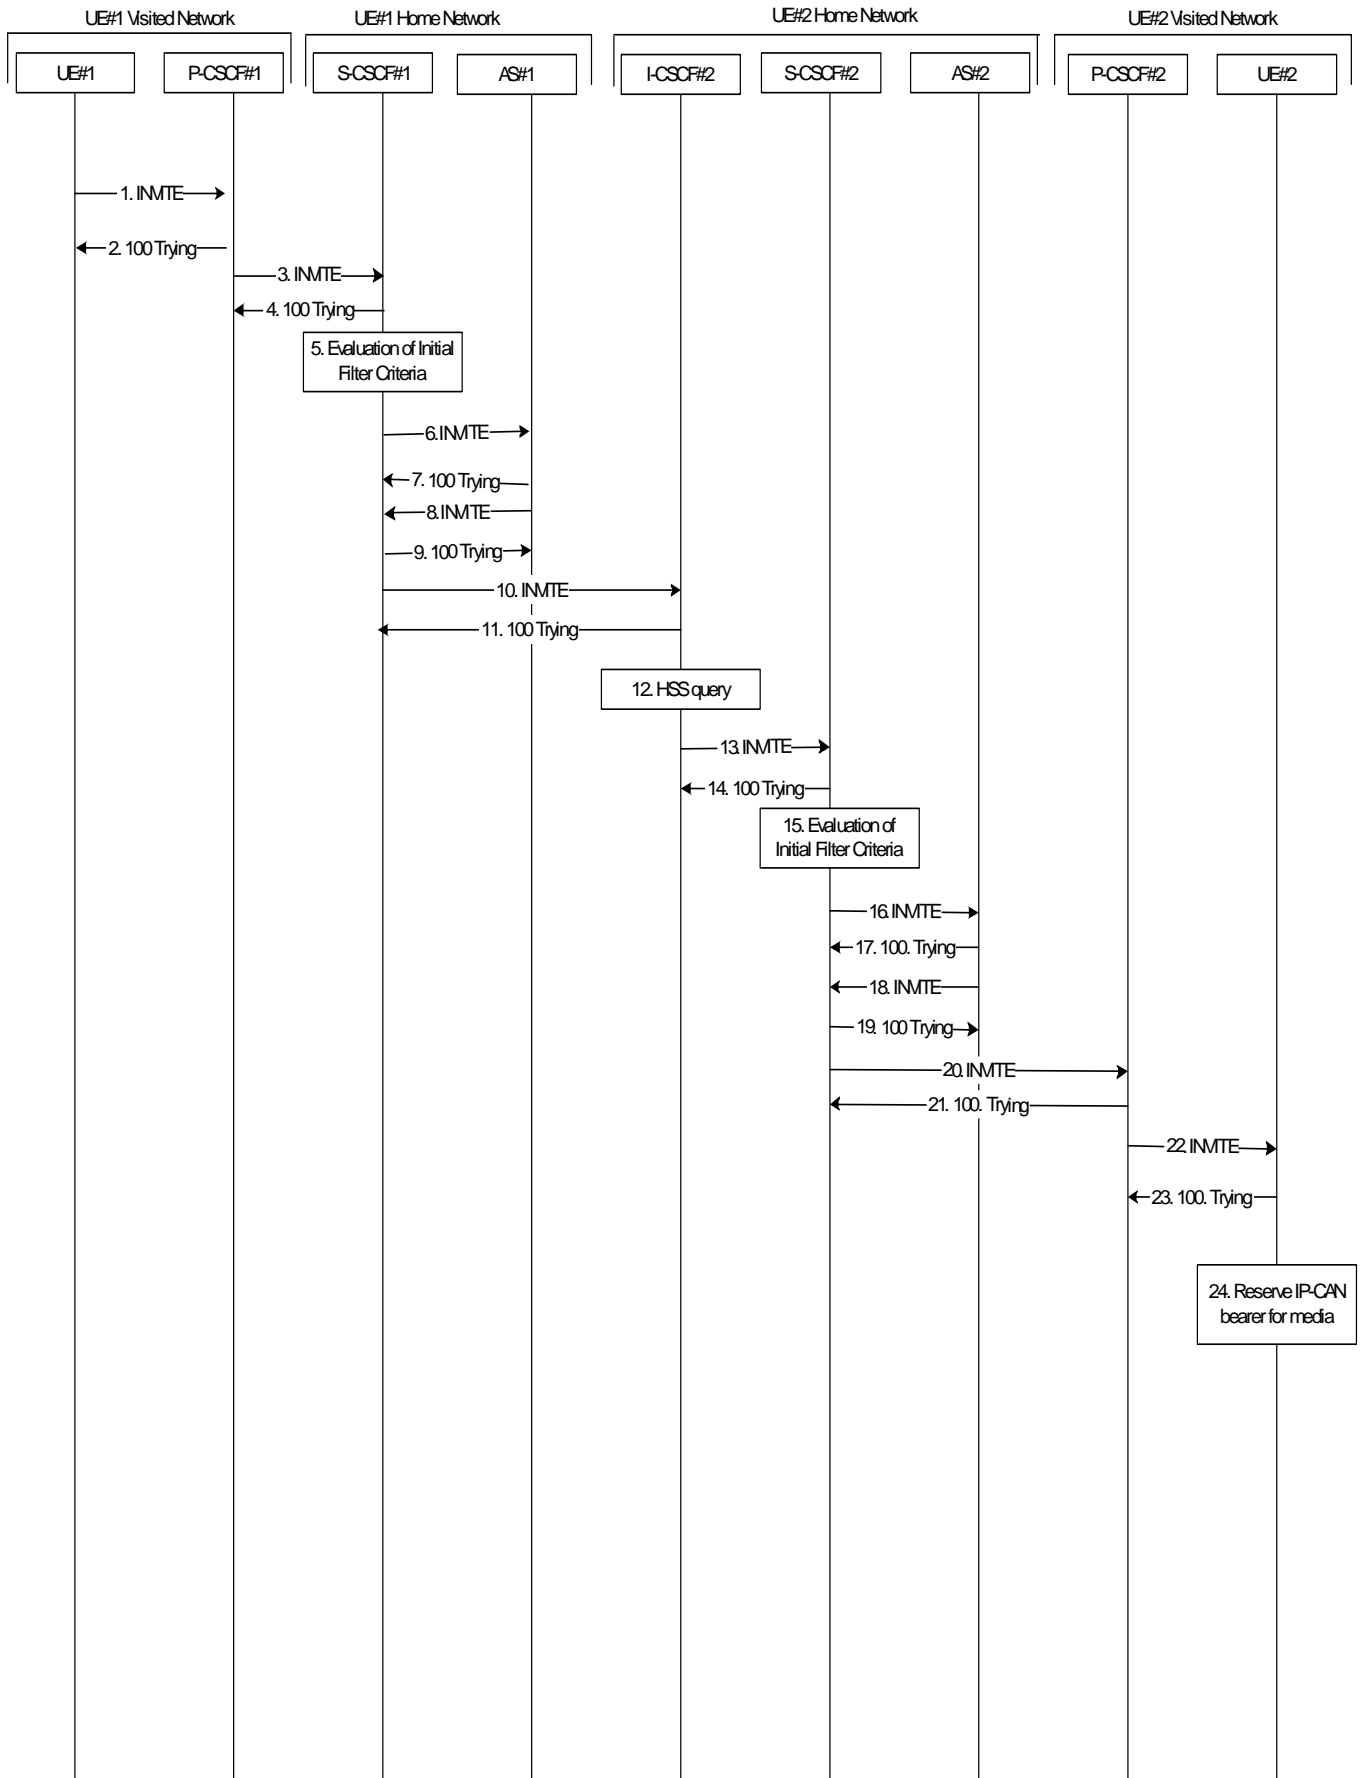 UE#1 Visited Network
UE#1 Home Network
UE#2 Home Network
UE#2 Visited Network
UE#1
P-CSCF#1
S-CSCF#1
AS#1
I-CSCF#2
S-CSCF#2
AS#2
P-CSCF#2
UE#2
1. INVITE
2. 100 Trying
3. INVITE
4. 100 Trying
5. Evaluation of Initial
Filter Criteria
6. INVITE
7. 100 Trying
8. INVITE
9. 100 Trying
10. INVITE
11. 100 Trying
12. HSS query
13. INVITE
14. 100 Trying
15. Evaluation of
Initial Filter Criteria
16. INVITE
17. 100. Trying
18. INVITE
19. 100 Trying
20. INVITE
21. 100. Trying
22. INVITE
23. 100. Trying
24. Reserve IP-CAN
bearer for media